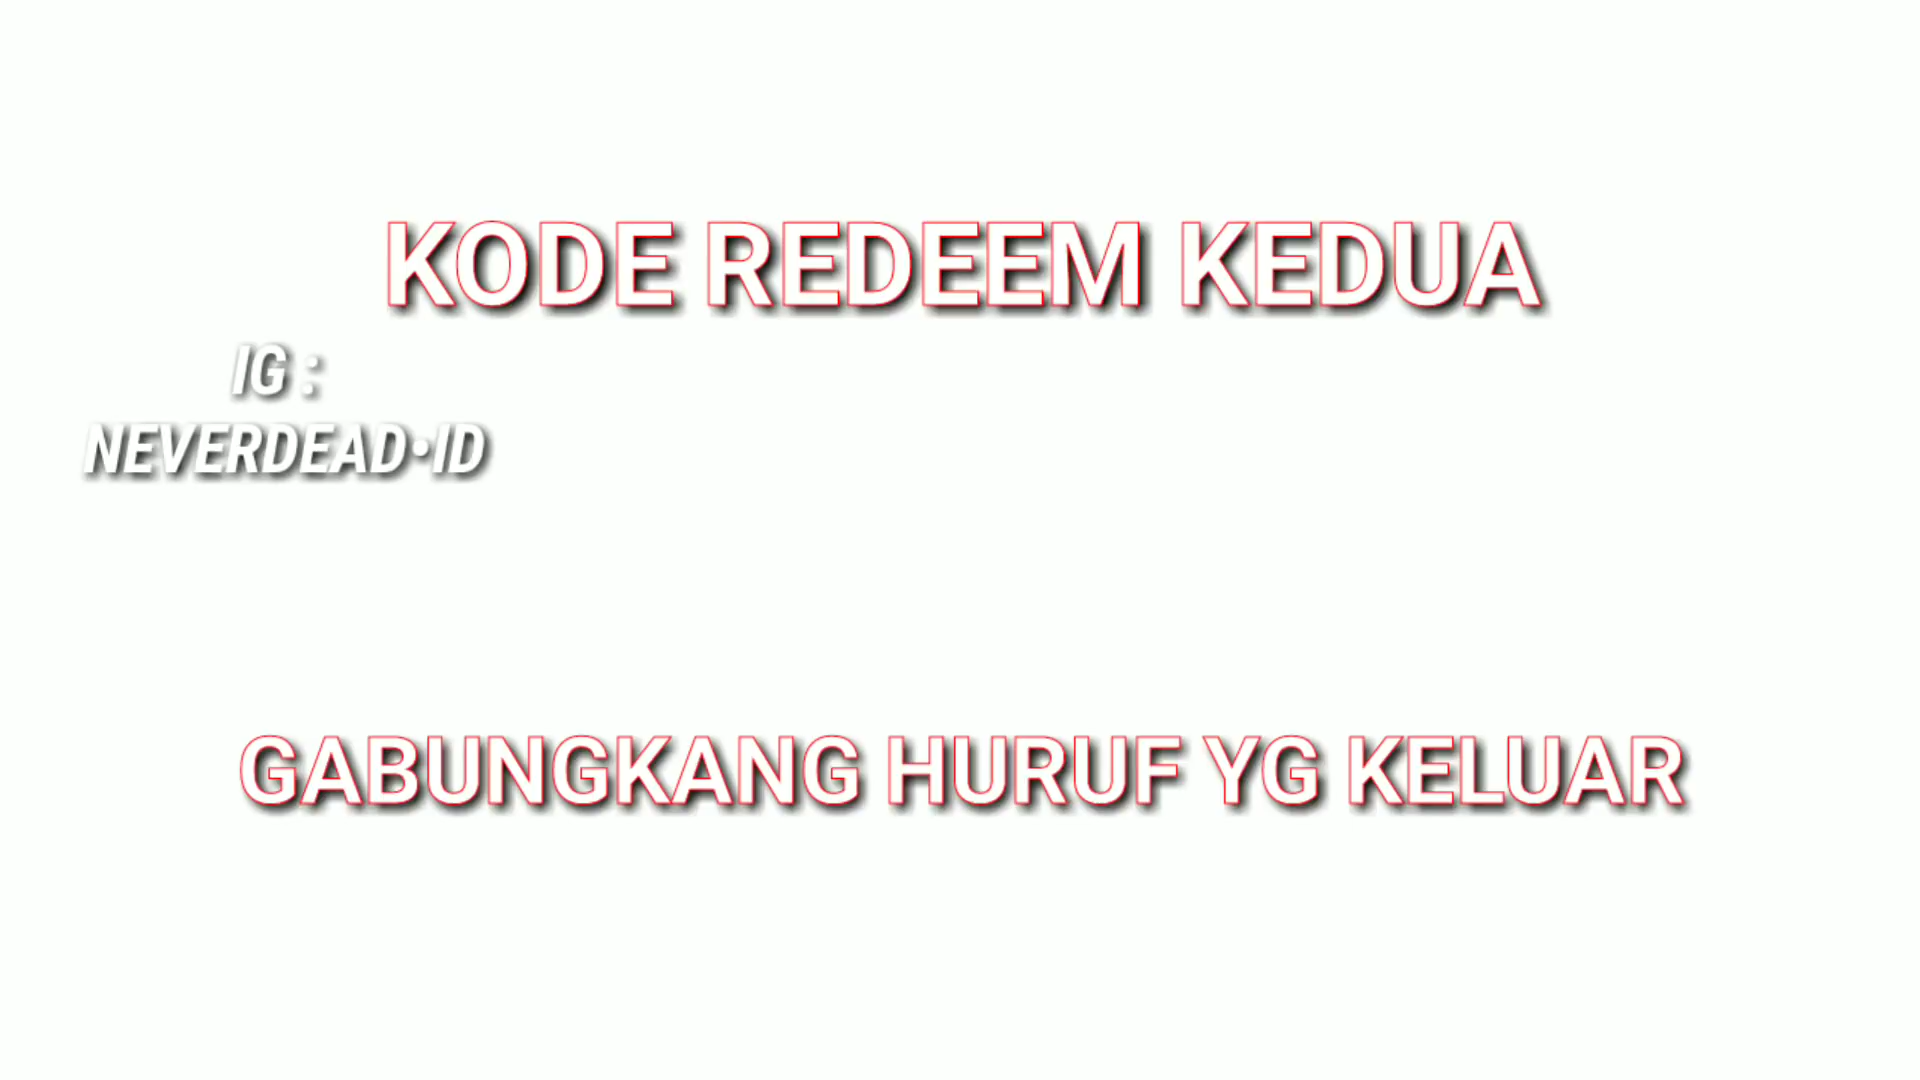 KODE REDEEM KEDUA
IG :
NEVERDEAD•ID
GABUNGKANG HURUF YG KELUAR